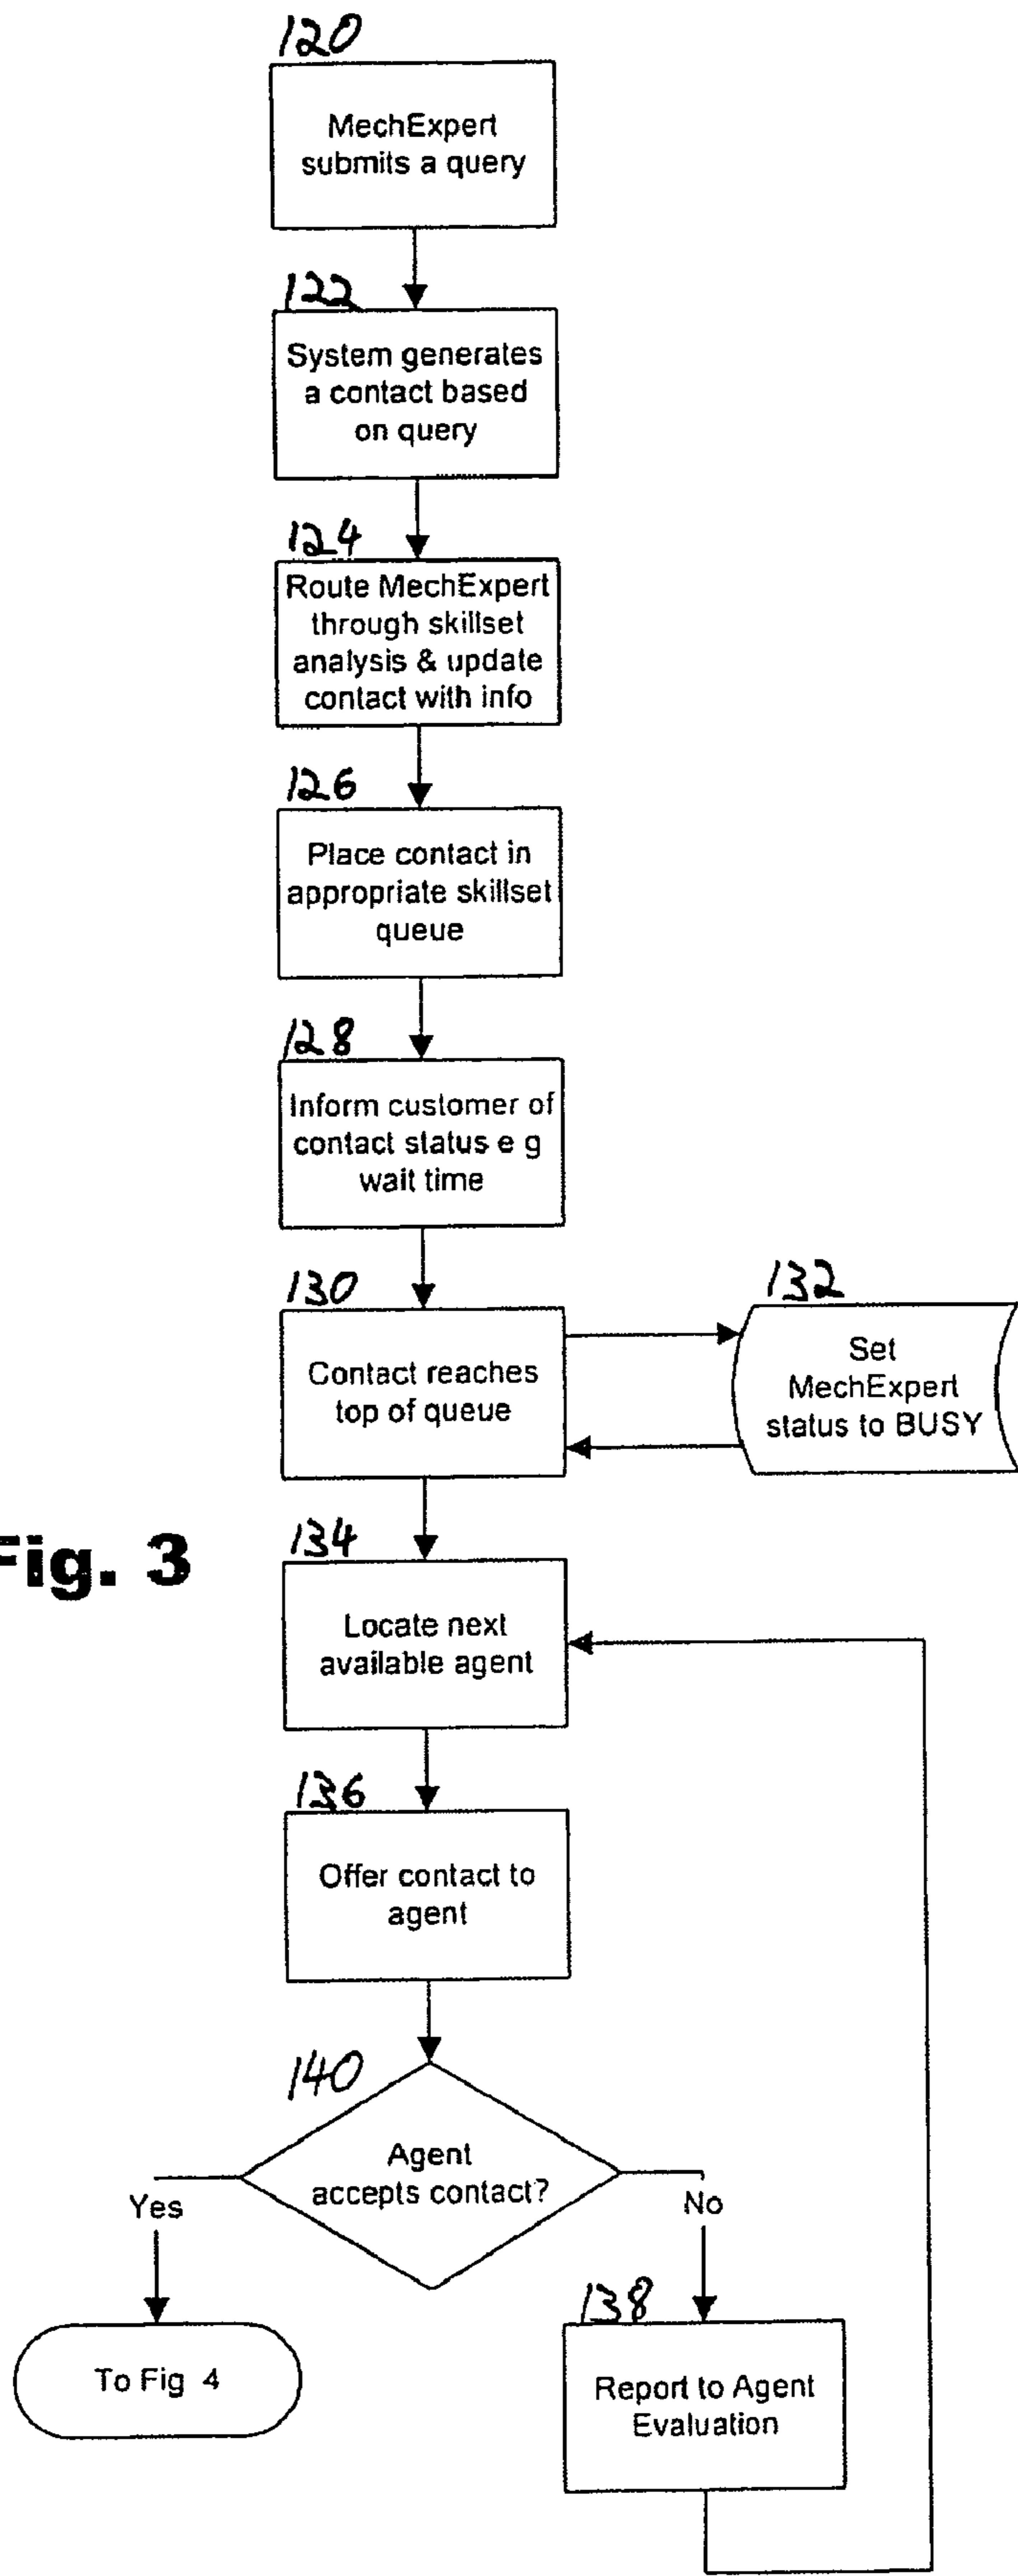 120
MechExpert
submits a query
122
System generates
a contact based
on query
124
Route MechExpert
through skillset
analysis & update
contact with info
126
Place contact in
appropriate skillset
queue
128
Inform customer of
contact status e g
wait time
130
Contact reaches
top of queue
132
Set
MechExpert
status to BUSY
Fig. 3
134
Locate next
available agent
136
Offer contact to
agent
140
Agent
accepts contact?
Yes
No
To Fig 4
138
Report to Agent
Evaluation